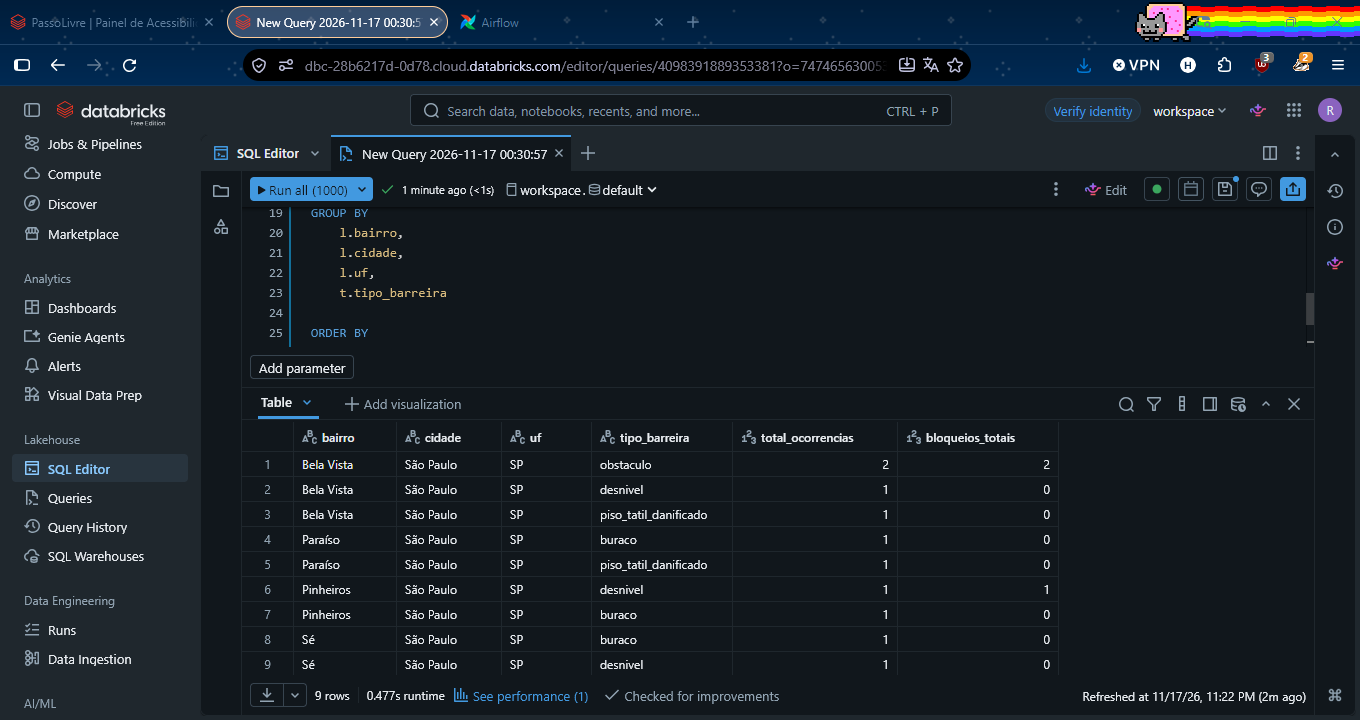 PassoLivre | Painel de Acessibili
New Query 2026-11-17 00:30:5
Airflow
dbc-28b6217d-0d78.cloud.databricks.com/editor/queries/4098391889353381?o=74746563005
VPN
H
3
2
databricks
Free Edition
Search data, notebooks, recents, and more...
CTRL + P
Verify identity
workspace
R
Jobs & Pipelines
Compute
Discover
Marketplace
Analytics
Dashboards
Genie Agents
Alerts
Visual Data Prep
Lakehouse
SQL Editor
Queries
Query History
SQL Warehouses
Data Engineering
Runs
Data Ingestion
AI/ML
SQL Editor
New Query 2026-11-17 00:30:57
Run all (1000)
1 minute ago (<1s)
workspace . default
Edit
19 GROUP BY
20 l.bairro,
21 l.cidade,
22 l.uf,
23 t.tipo_barreira
24
25 ORDER BY
Add parameter
Table
Add visualization
bairro cidade uf tipo_barreira total_ocorrencias bloqueios_totais
1 Bela Vista São Paulo SP obstaculo 2 2
2 Bela Vista São Paulo SP desnivel 1 0
3 Bela Vista São Paulo SP piso_tatil_danificado 1 0
4 Paraíso São Paulo SP buraco 1 0
5 Paraíso São Paulo SP piso_tatil_danificado 1 0
6 Pinheiros São Paulo SP desnivel 1 1
7 Pinheiros São Paulo SP buraco 1 0
8 Sé São Paulo SP buraco 1 0
9 Sé São Paulo SP desnivel 1 0
9 rows
0.477s runtime
See performance (1)
Checked for improvements
Refreshed at 11/17/26, 11:22 PM (2m ago)